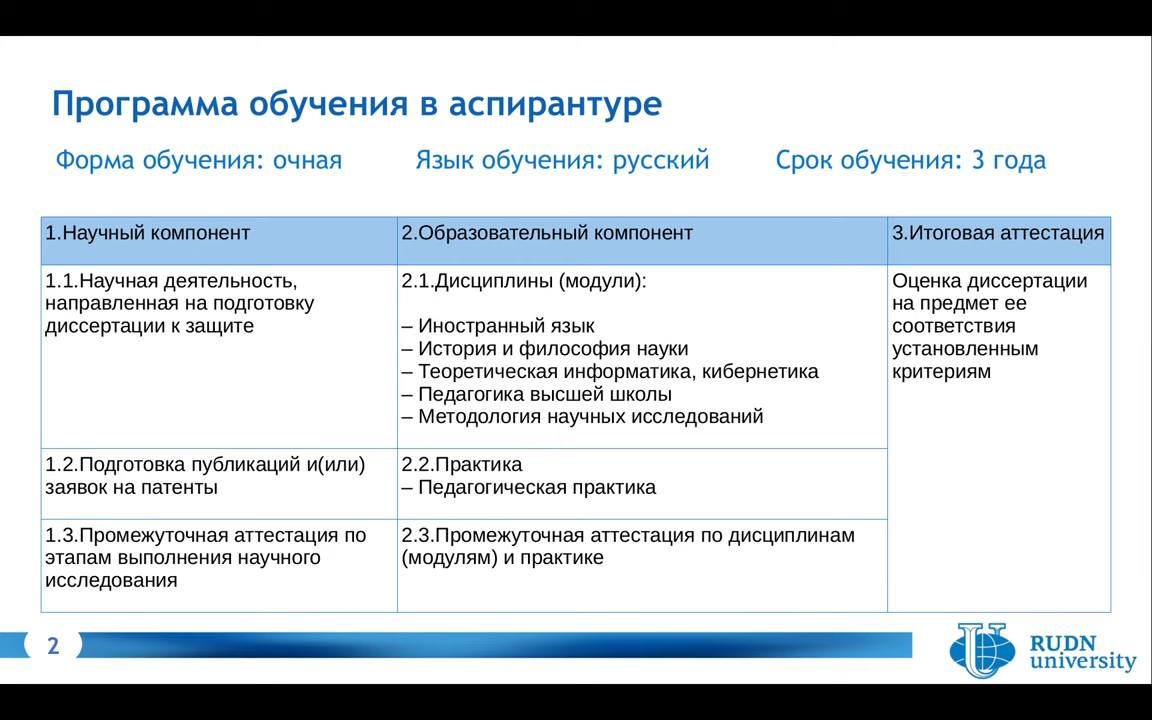 Программа обучения в аспирантуре
Форма обучения: очная
Язык обучения: русский
Срок обучения: 3 года
1.Научный компонент
2.Образовательный компонент
3.Итоговая аттестация
1.1.Научная деятельность,
направленная на подготовку
диссертации к защите
2.1.Дисциплины (модули):
– Иностранный язык
– История и философия науки
– Теоретическая информатика, кибернетика
– Педагогика высшей школы
– Методология научных исследований
Оценка диссертации
на предмет ее
соответствия
установленным
критериям
1.2.Подготовка публикаций и(или)
заявок на патенты
2.2.Практика
– Педагогическая практика
1.3.Промежуточная аттестация по
этапам выполнения научного
исследования
2.3.Промежуточная аттестация по дисциплинам
(модулям) и практике
2
RUDN
university